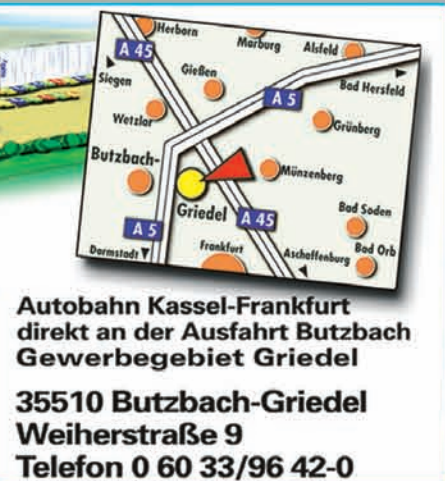 Herborn
A 45
Marburg
Alsfeld
Siegen
Gießen
Bad Hersfeld
A 5
Wetzlar
Grünberg
Butzbach-
Münzenberg
Griedel
A 45
Bad Soden
A 5
Darmstadt
Frankfurt
Aschaffenburg
Bad Orb
Autobahn Kassel-Frankfurt
direkt an der Ausfahrt Butzbach
Gewerbegebiet Griedel
35510 Butzbach-Griedel
Weiherstraße 9
Telefon 0 60 33/96 42-0